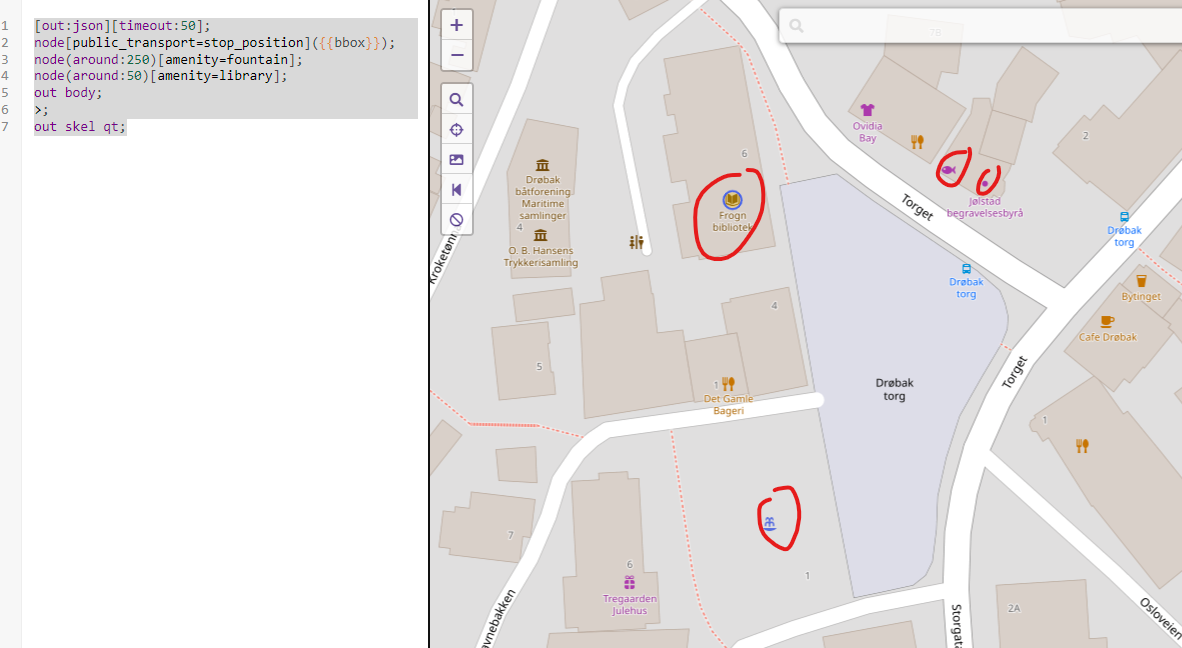 1 [out:json][timeout:50];
2 node[public_transport=stop_position]({{bbox}});
3 node(around:250)[amenity=fountain];
4 node(around:50)[amenity=library];
5 out body;
6 >;
7 out skel qt;
+
−
7B
Ovidia
Bay
2
6
Drøbak
båtforening
Maritime
samlinger
4
O. B. Hansens
Trykkerisamling
Frogn
bibliotek
Jølstad
begravelsesbyrå
Torget
Drøbak
torg
Drøbak
torg
Bytinget
Cafe Drøbak
4
5
1
Det Gamle
Bageri
Drøbak
torg
Torget
1
7
6
1
Tregaarden
Julehus
2A
Osloveien
Storgat
avnebakken
Kroketønn